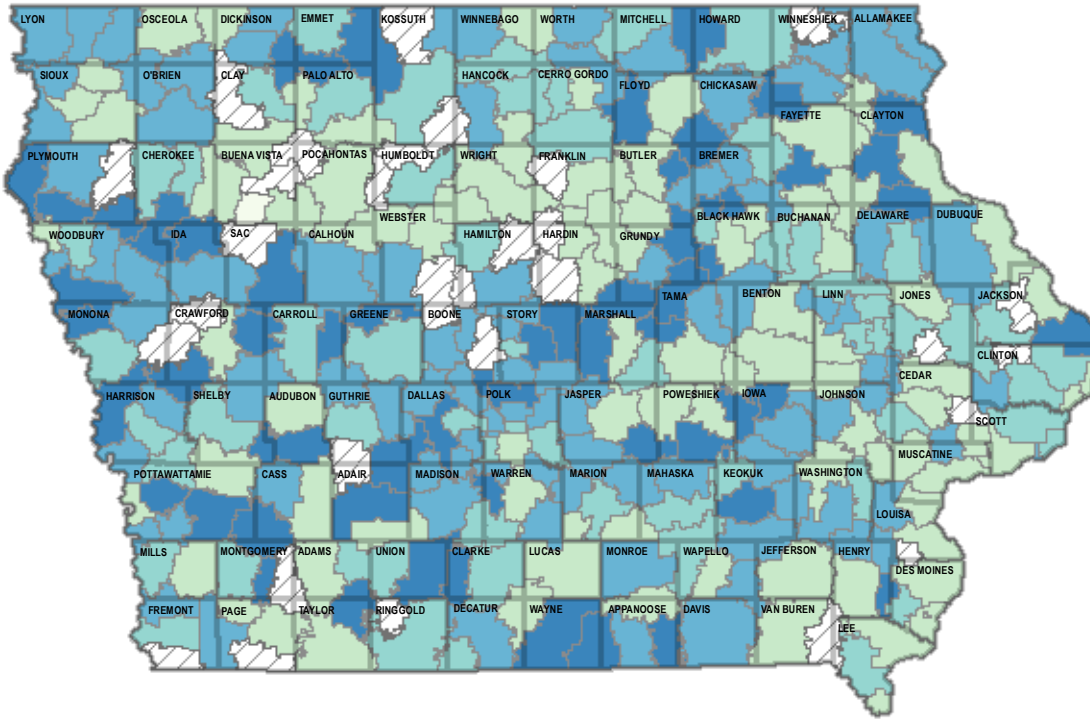 LYON
OSCEOLA
DICKINSON
EMMET
KOSSUTH
WINNEBAGO
WORTH
MITCHELL
HOWARD
WINNESHIEK
ALLAMAKEE
SIOUX
O'BRIEN
CLAY
PALO ALTO
HANCOCK
CERRO GORDO
FLOYD
CHICKASAW
FAYETTE
CLAYTON
PLYMOUTH
CHEROKEE
BUENA VISTA
POCAHONTAS
HUMBOLDT
WRIGHT
FRANKLIN
BUTLER
BREMER
WOODBURY
IDA
SAC
CALHOUN
WEBSTER
HAMILTON
HARDIN
GRUNDY
BLACK HAWK
BUCHANAN
DELAWARE
DUBUQUE
MONONA
CRAWFORD
CARROLL
GREENE
BOONE
STORY
MARSHALL
TAMA
BENTON
LINN
JONES
JACKSON
CLINTON
CEDAR
HARRISON
SHELBY
AUDUBON
GUTHRIE
DALLAS
POLK
JASPER
POWESHIEK
IOWA
JOHNSON
SCOTT
MUSCATINE
POTTAWATTAMIE
CASS
ADAIR
MADISON
WARREN
MARION
MAHASKA
KEOKUK
WASHINGTON
LOUISA
MILLS
MONTGOMERY
ADAMS
UNION
CLARKE
LUCAS
MONROE
WAPELLO
JEFFERSON
HENRY
DES MOINES
FREMONT
PAGE
TAYLOR
RINGGOLD
DECATUR
WAYNE
APPANOOSE
DAVIS
VAN BUREN
LEE